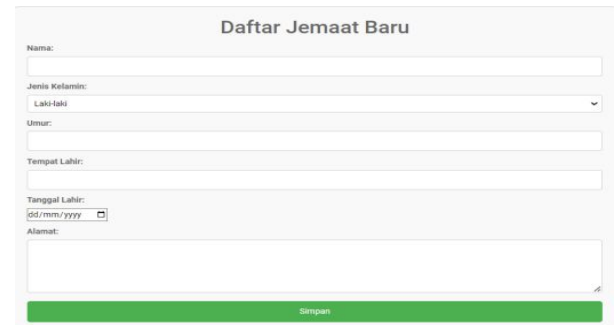 Daftar Jemaat Baru
Nama:
Jenis Kelamin:
Laki-laki
Umur:
Tempat Lahir:
Tanggal Lahir:
dd/mm/yyyy
Alamat:
Simpan